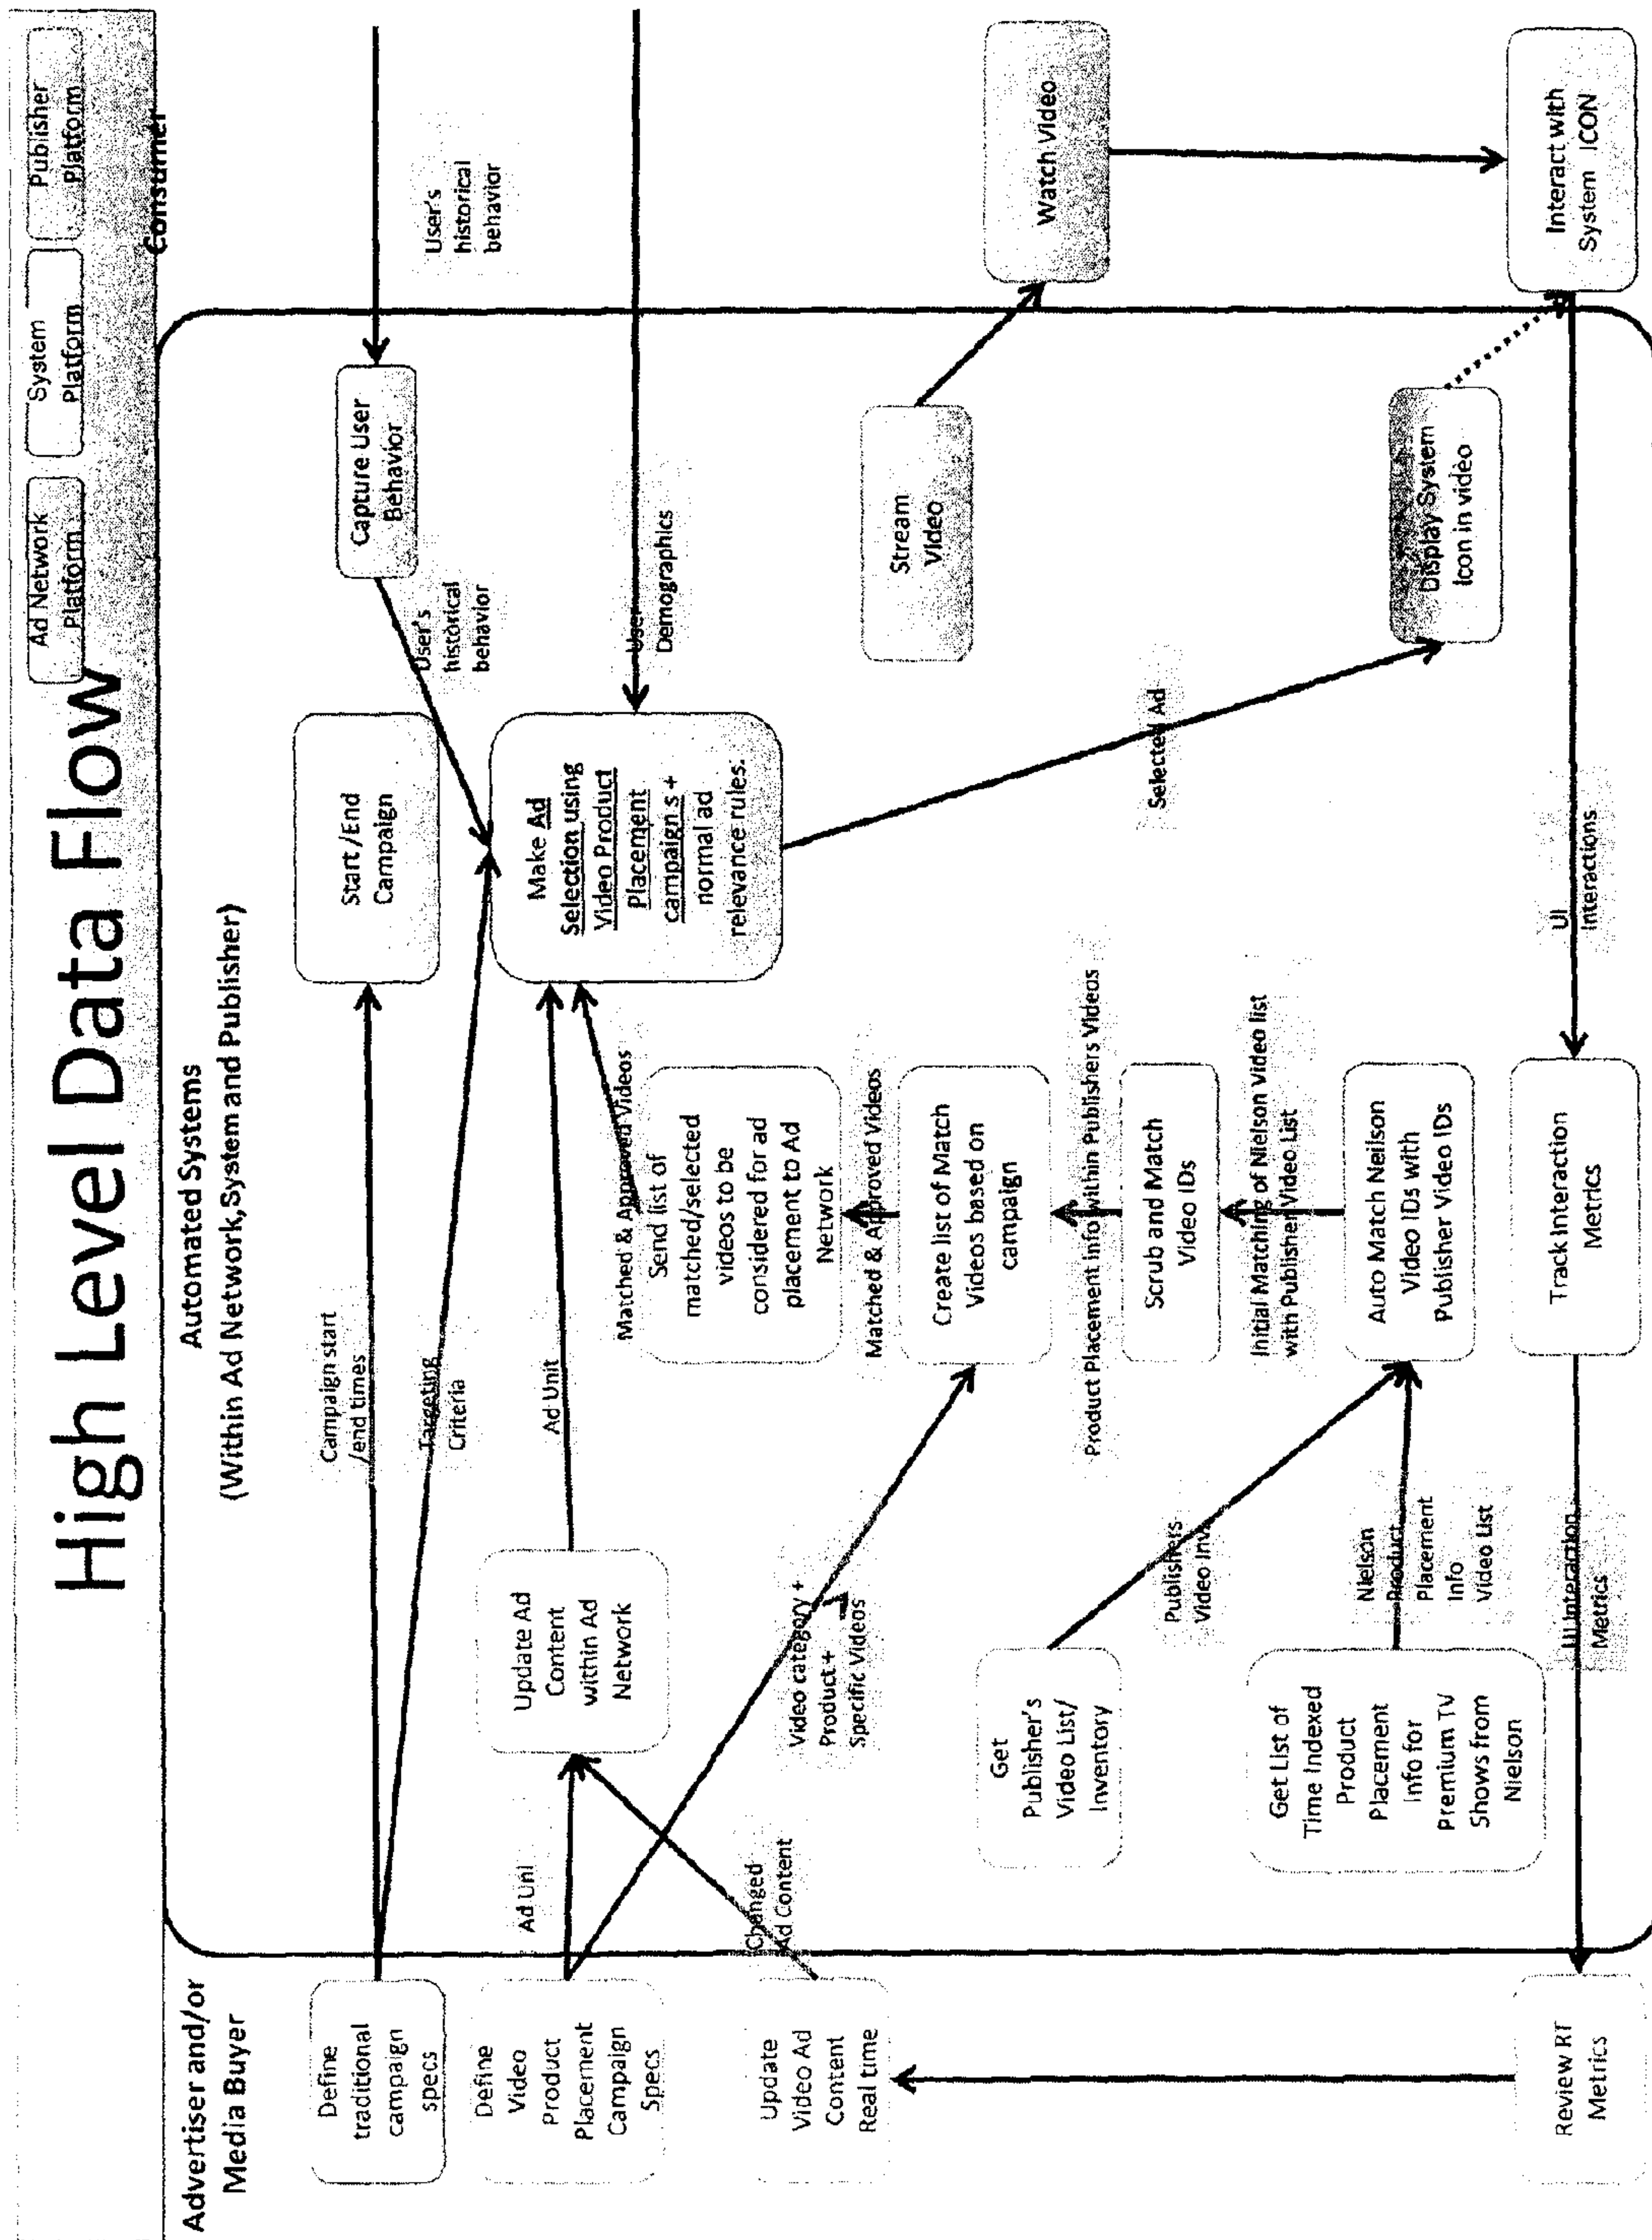 High Level Data Flow
Ad Network
Platform
System
Platform
Publisher
Platform
Advertiser and/or
Media Buyer
Automated Systems
(Within Ad Network,System and Publisher)
Consumer
Define
traditional
campaign
specs
Campaign start
/end times
Start/End
Campaign
Capture User
Behavior
User's
historical
behavior
Targeting
Criteria
User's
historical
behavior
Define
Video
Product
Placement
Campaign
Specs
Ad Uni
Update Ad
Content
within Ad
Network
Ad Unit
Make Ad
Selection using
Video Product
Placement
campaign s +
normal ad
relevance rules.
User
Demographics
Matched & Approved Videos
Send list of
matched/selected
videos to be
considered for ad
placement to Ad
Network
Update
Video Ad
Content
Real time
Changed
Ad Content
Video category +
Product +
Specific Videos
Matched & Approved Videos
Create list of Match
Videos based on
campaign
Stream
Video
Watch Video
Get
Publisher's
Video List/
Inventory
Publishers
Video Inv.
Product Placement info within Publishers Videos
Scrub and Match
Video IDs
Selected Ad
Initial Matching of Nielson Video list
with Publisher Video List
Get List of
Time Indexed
Product
Placement
Info for
Premium TV
Shows from
Nielson
Nielson
Product
Placement
Info
Video List
Auto Match Neilson
Video IDs with
Publisher Video IDs
Display System
Icon in video
Review RT
Metrics
UI Interaction
Metrics
Track Interaction
Metrics
UI
Interactions
Interact with
System ICON